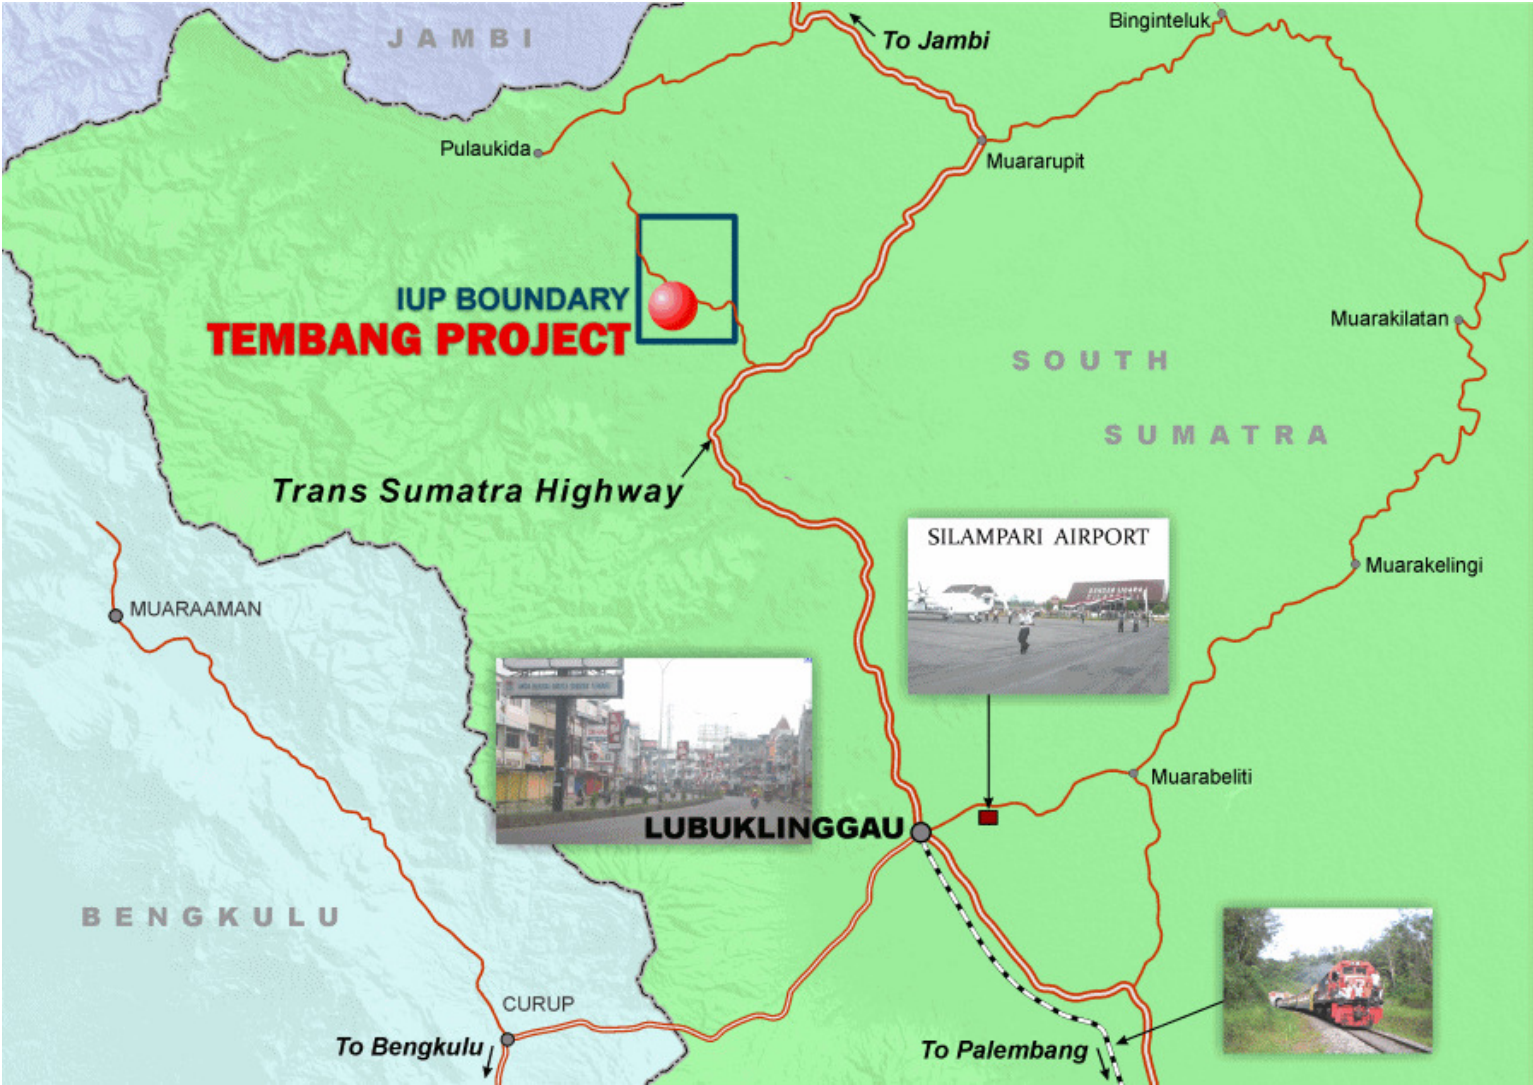 JAMBI
To Jambi
Binginteluk
Pulaukida
Muararupit
IUP BOUNDARY
TEMBANG PROJECT
Muarakilatan
SOUTH
SUMATRA
Trans Sumatra Highway
SILAMPARI AIRPORT
Muarakelingi
MUARAAMAN
Muarabeliti
LUBUKLINGGAU
BENGKULU
CURUP
To Bengkulu
To Palembang